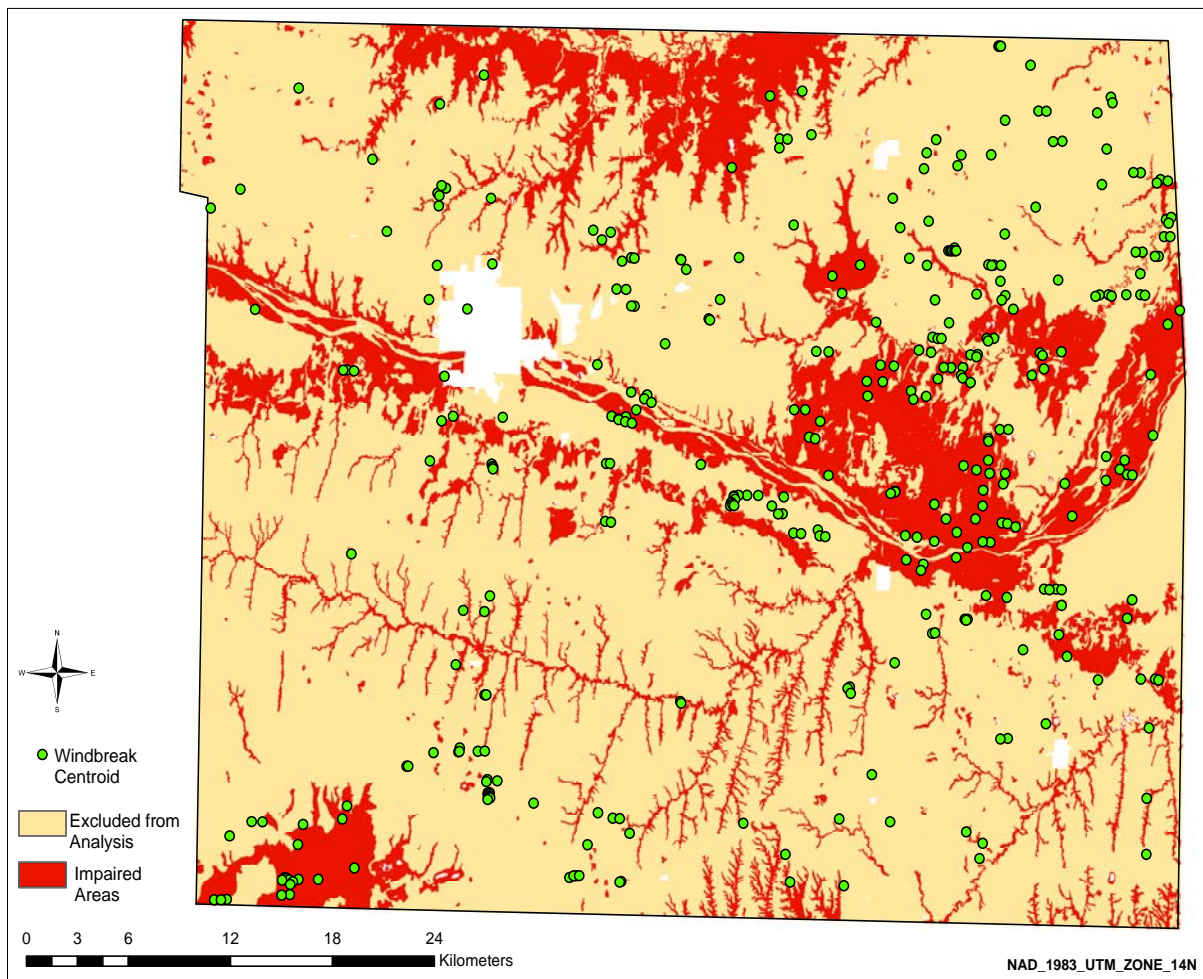 N
W E
S
Windbreak
Centroid
Excluded from
Analysis
Impaired
Areas
0 3 6 12 18 24
Kilometers
NAD_1983_UTM_ZONE_14N